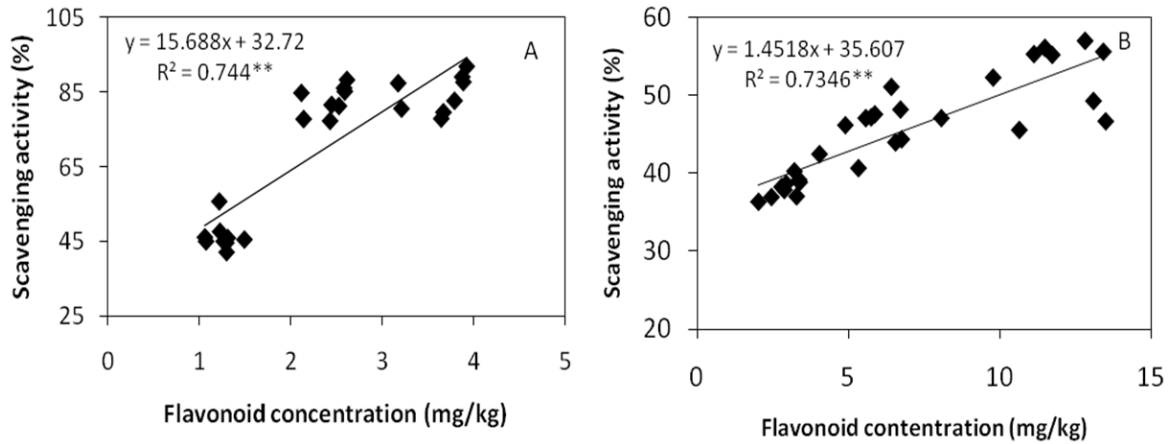 105
85
65
45
25
Scavenging activity (%)
y = 15.688x + 32.72
R² = 0.744**
A
0 1 2 3 4 5
Flavonoid concentration (mg/kg)
60
50
40
30
20
Scavenging activity (%)
y = 1.4518x + 35.607
R² = 0.7346**
B
0 5 10 15
Flavonoid contentration (mg/kg)